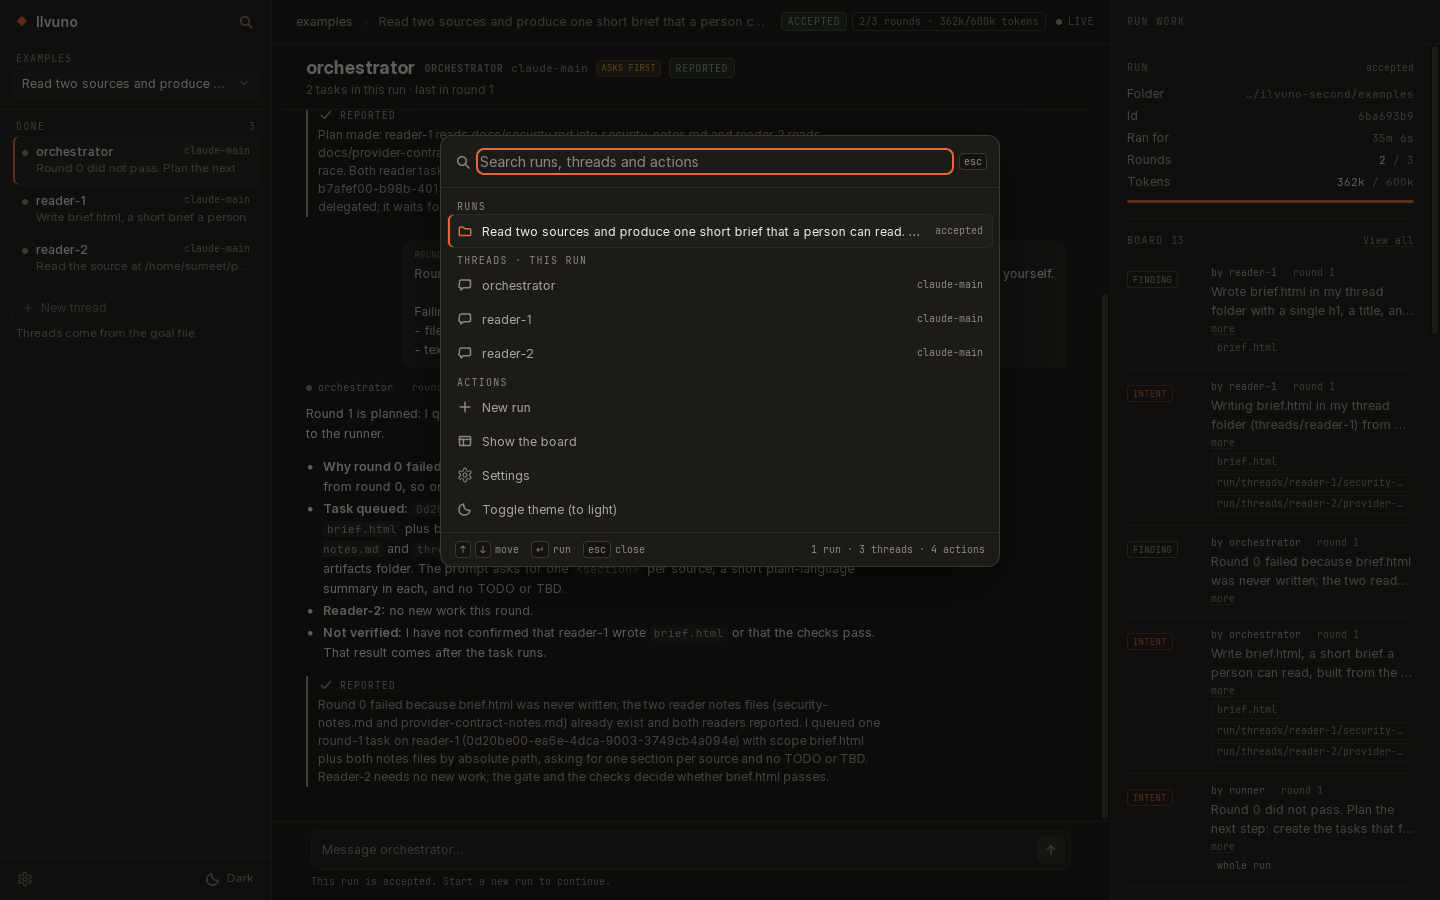 Ilvuno
EXAMPLES
Read two sources and produce ...
DONE 3
orchestrator claude-main
Round 0 did not pass. Plan the next ...
reader-1 claude-main
Write brief.html, a short brief a person
reader-2 claude-main
Read the source at /home/sumeet/p...
+ New thread
Threads come from the goal file.
Dark
examples > Read two sources and produce one short brief that a person c... ACCEPTED 2/3 rounds · 362k/600k tokens LIVE
orchestrator ORCHESTRATOR claude-main ASKS FIRST REPORTED
2 tasks in this run · last in round 1
REPORTED
Plan made: reader-1 reads docs/security.md into security-notes.md and reader-2 reads
docs/provider-contra
race. Both reader task
b7afef00-b98b-401
delegated; it waits fo
ROUND
Roun yourself.
Failin
- file
- tex
orchestrator · round
Round 1 is planned: I q
to the runner.
• Why round 0 failed
from round 0, so or
• Task queued: 0d20
brief.html plus b
notes.md and thre
artifacts folder. The prompt asks for one <section> per source, a short plain-language
summary in each, and no TODO or TBD.
• Reader-2: no new work this round.
• Not verified: I have not confirmed that reader-1 wrote brief.html or that the checks pass.
That result comes after the task runs.
REPORTED
Round 0 failed because brief.html was never written; the two reader notes files (security-
notes.md and provider-contract-notes.md) already exist and both readers reported. I queued one
round-1 task on reader-1 (0d20be00-ea6e-4dca-9003-3749cb4a094e) with scope brief.html
plus both notes files by absolute path, asking for one section per source and no TODO or TBD.
Reader-2 needs no new work; the gate and the checks decide whether brief.html passes.
Message orchestrator...
This run is accepted. Start a new run to continue.
Search runs, threads and actions esc
RUNS
Read two sources and produce one short brief that a person can read. ... accepted
THREADS · THIS RUN
orchestrator claude-main
reader-1 claude-main
reader-2 claude-main
ACTIONS
New run
Show the board
Settings
Toggle theme (to light)
↑ ↓ move ↵ run esc close 1 run · 3 threads · 4 actions
RUN WORK
RUN accepted
Folder …/ilvuno-second/examples
Id 6ba693b9
Ran for 35m 6s
Rounds 2 / 3
Tokens 362k / 600k
BOARD 13 View all
FINDING by reader-1 · round 1
Wrote brief.html in my thread
folder with a single h1, a title, an...
more
brief.html
INTENT by reader-1 · round 1
Writing brief.html in my thread
folder (threads/reader-1) from ...
more
brief.html
run/threads/reader-1/security-…
run/threads/reader-2/provider-…
FINDING by orchestrator · round 1
Round 0 failed because brief.html
was never written; the two read...
more
INTENT by orchestrator · round 1
Write brief.html, a short brief a
person can read, built from the ...
more
brief.html
run/threads/reader-1/security-…
run/threads/reader-2/provider-…
INTENT by runner · round 1
Round 0 did not pass. Plan the
next step: create the tasks that f...
more
whole run